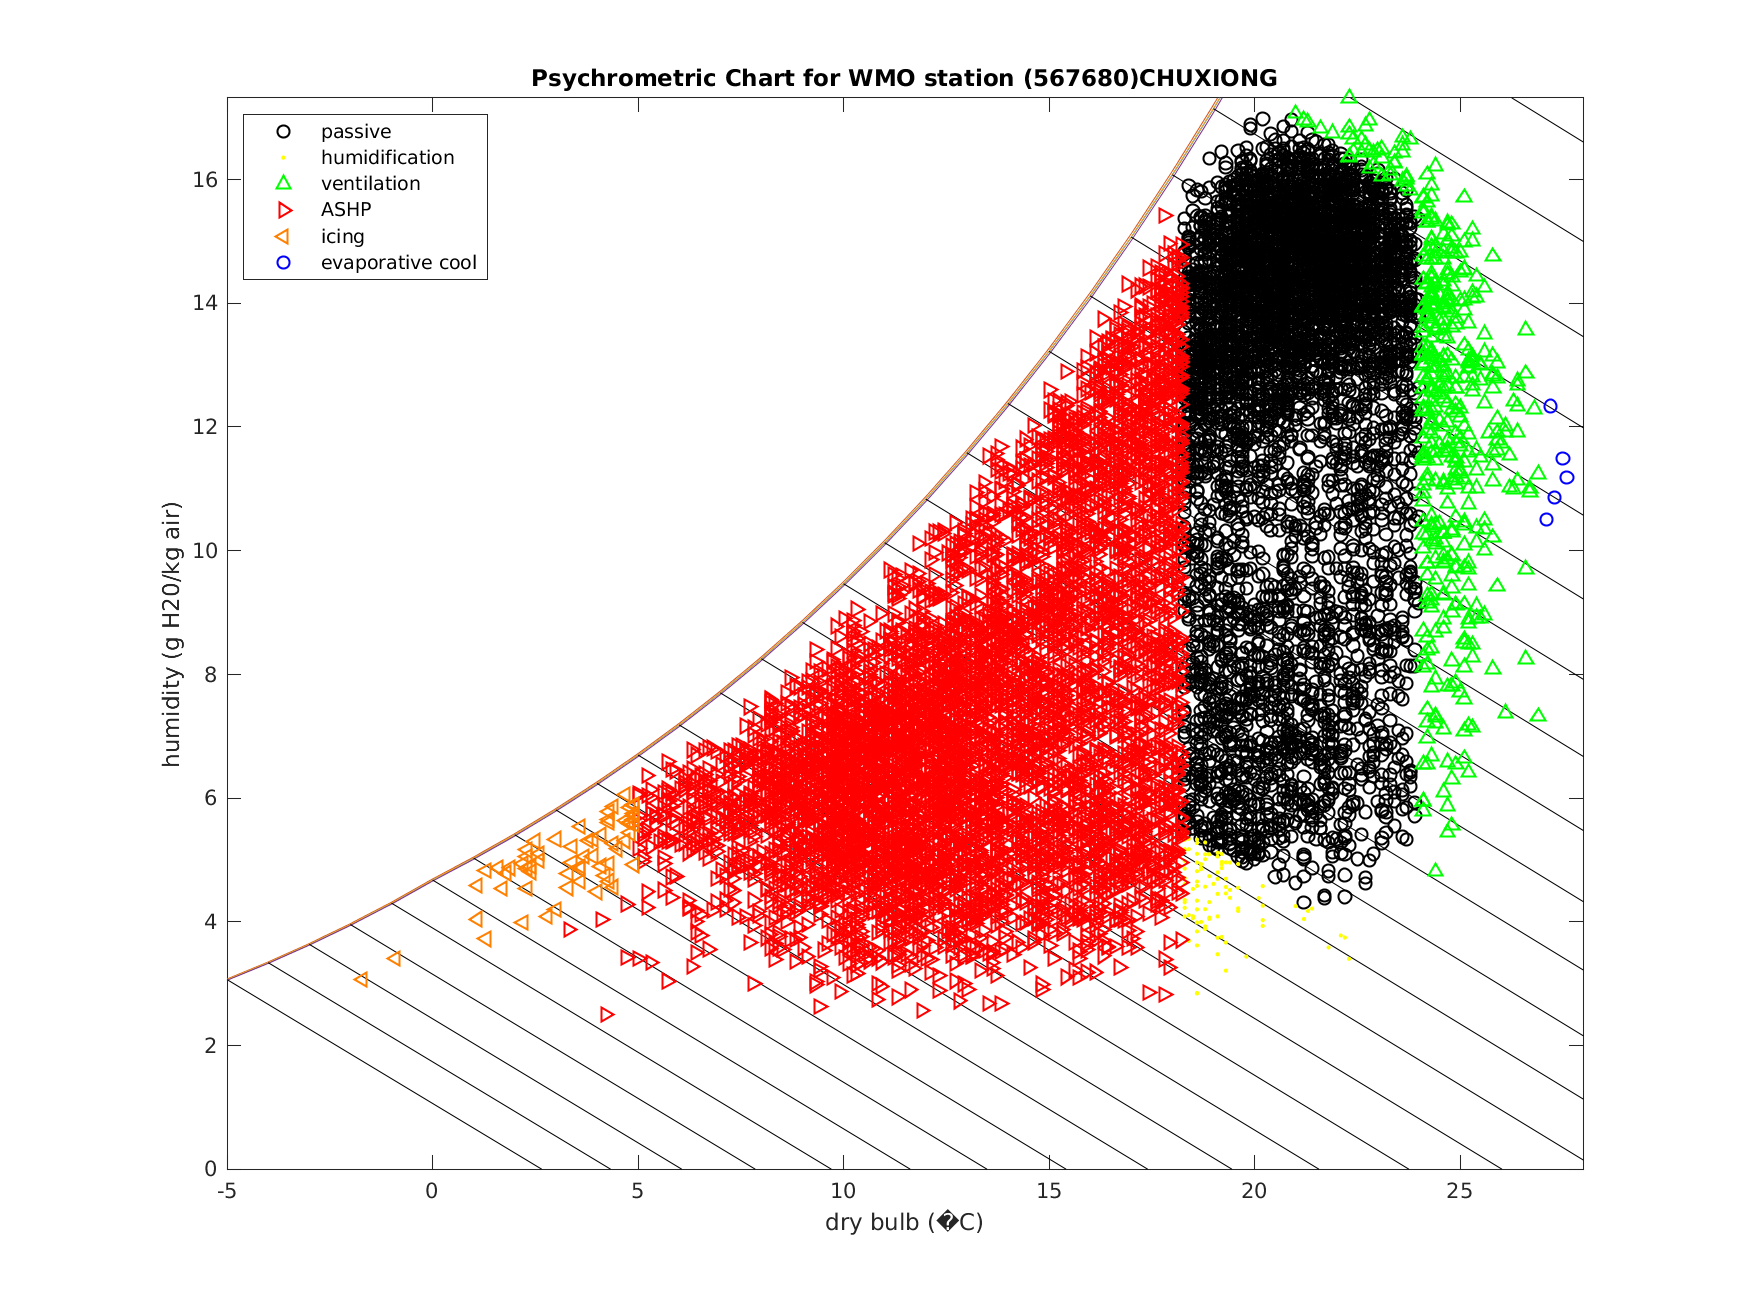 Psychrometric Chart for WMO station (567680)CHUXIONG
passive
humidification
ventilation
ASHP
icing
evaporative cool
16
14
12
10
8
6
4
2
0
humidity (g H20/kg air)
-5 0 5 10 15 20 25
dry bulb (�C)